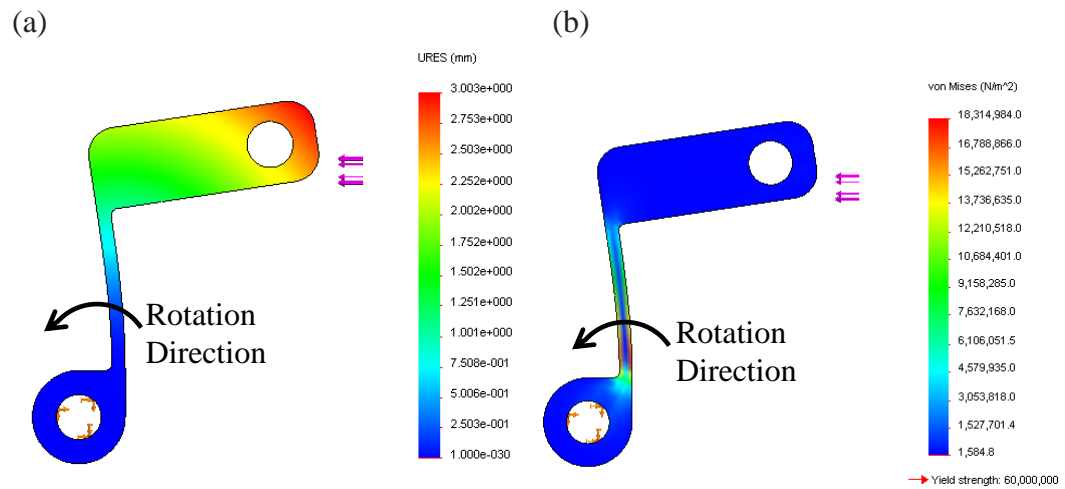 (a)
URES (mm)
3.003e+000
2.753e+000
2.503e+000
2.252e+000
2.002e+000
1.752e+000
1.502e+000
1.251e+000
1.001e+000
7.508e-001
5.006e-001
2.503e-001
1.000e-030
Rotation
Direction
(b)
von Mises (N/m^2)
18,314,984.0
16,788,866.0
15,262,751.0
13,736,635.0
12,210,518.0
10,684,401.0
9,158,285.0
7,632,168.0
6,106,051.5
4,579,935.0
3,053,818.0
1,527,701.4
1,584.8
Yield strength: 60,000,000
Rotation
Direction